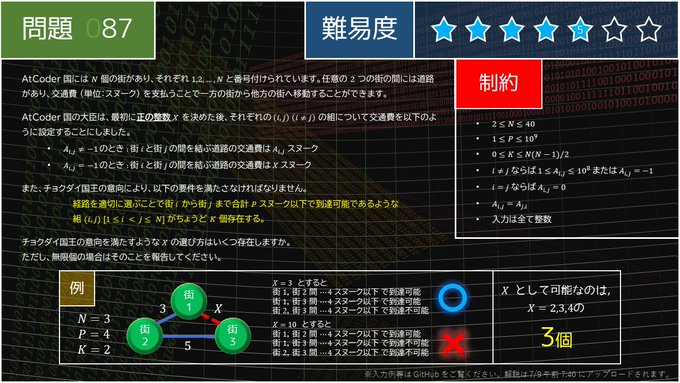 問題 087
難易度
5
AtCoder 国には N 個の街があり、それぞれ 1,2,...,N と番号付けられています。任意の 2 つの街の間には道路
があり、交通費 (単位：スヌーク) を支払うことで一方の街から他方の街へ移動することができます。
AtCoder 国の大臣は、最初に正の整数 X を決めた後、それぞれの (i,j) (i ≠ j) の組について交通費を以下のよ
うに設定することにしました。
• A_{i,j} ≠ −1 のとき：街 i と街 j の間を結ぶ道路の交通費は A_{i,j} スヌーク
• A_{i,j} = −1 のとき：街 i と街 j の間を結ぶ道路の交通費は X スヌーク
また、チョクダイ国王の意向により、以下の要件を満たさなければなりません。
経路を適切に選ぶことで街 i から街 j まで合計 P スヌーク以下で到達可能であるような
組 (i,j) [1 ≤ i < j ≤ N] がちょうど K 個存在する。
チョクダイ国王の意向を満たすような X の選び方はいくつ存在しますか。
ただし、無限個の場合はそのことを報告してください。
制約
• 2 ≤ N ≤ 40
• 1 ≤ P ≤ 10^9
• 0 ≤ K ≤ N(N − 1)/2
• i ≠ j ならば 1 ≤ A_{i,j} ≤ 10^8 または A_{i,j} = −1
• i = j ならば A_{i,j} = 0
• A_{i,j} = A_{j,i}
• 入力は全て整数
例
N = 3
P = 4
K = 2
街
1
3
X
街
2
街
3
5
X = 3 とすると
街 1, 街 2 間 …4 スヌーク以下 で到達可能
街 1, 街 3 間 …4 スヌーク以下 で到達可能
街 2, 街 3 間 …4 スヌーク以下 で到達不可能
X = 10 とすると
街 1, 街 2 間 …4 スヌーク以下 で到達可能
街 1, 街 3 間 …4 スヌーク以下 で到達不可能
街 2, 街 3 間 …4 スヌーク以下 で到達不可能
X として可能なのは，
X = 2,3,4の
3個
※入力例等は GitHub をご覧ください。解説は 7/9 午前 7:40 にアップロードされます。